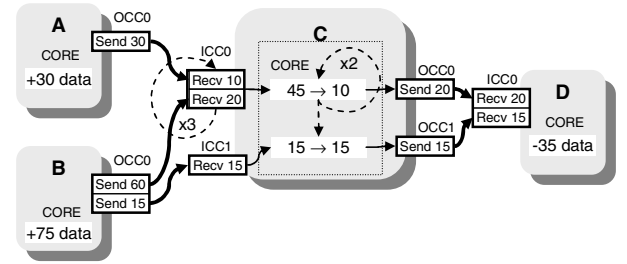 A
OCC0
CORE
Send 30
+30 data
ICC0
Recv 10
Recv 20
x3
B
OCC0
Send 60
CORE
Send 15
+75 data
ICC1
Recv 15
C
CORE
x2
45 → 10
15 → 15
OCC0
Send 20
OCC1
Send 15
ICC0
Recv 20
Recv 15
D
CORE
-35 data